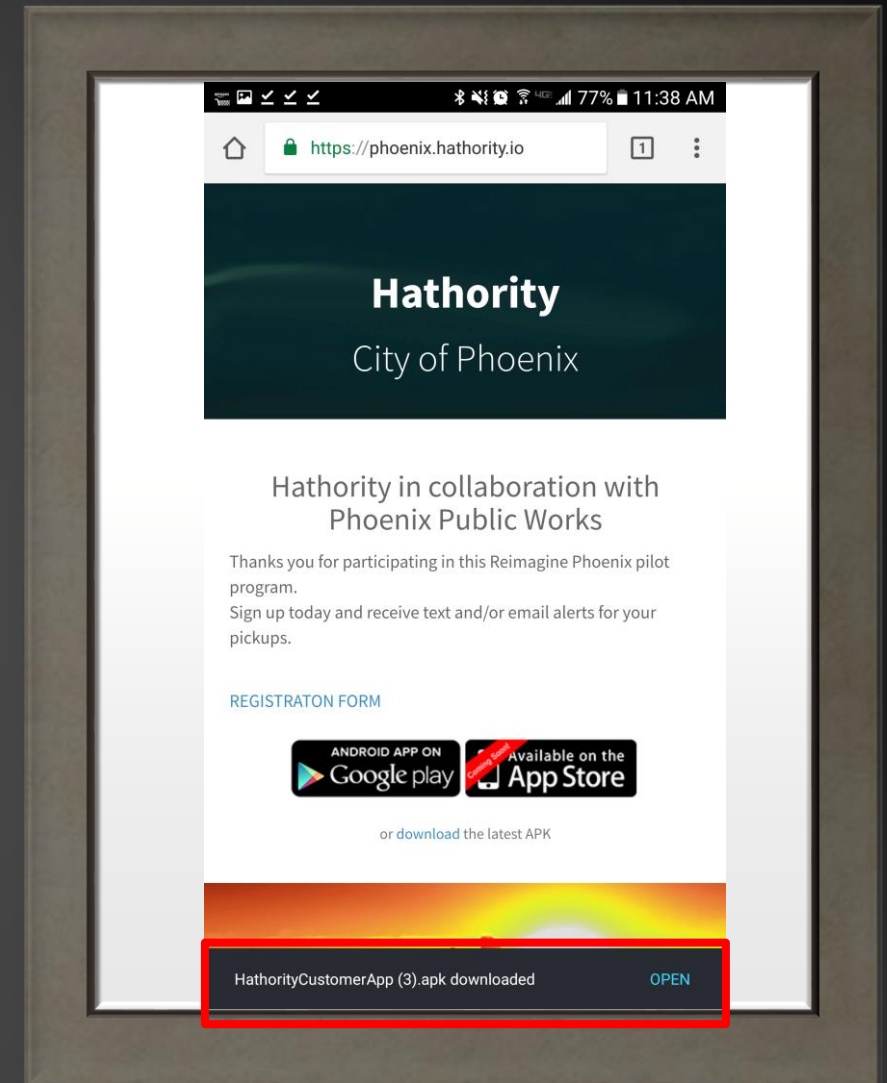 77% 11:38 AM
https://phoenix.hathority.io 1
Hathority
City of Phoenix
Hathority in collaboration with
Phoenix Public Works
Thanks you for participating in this Reimagine Phoenix pilot
program.
Sign up today and receive text and/or email alerts for your
pickups.
REGISTRATON FORM
ANDROID APP ON
Google play
Coming Soon!
Available on the
App Store
or download the latest APK
HathorityCustomerApp (3).apk downloaded OPEN